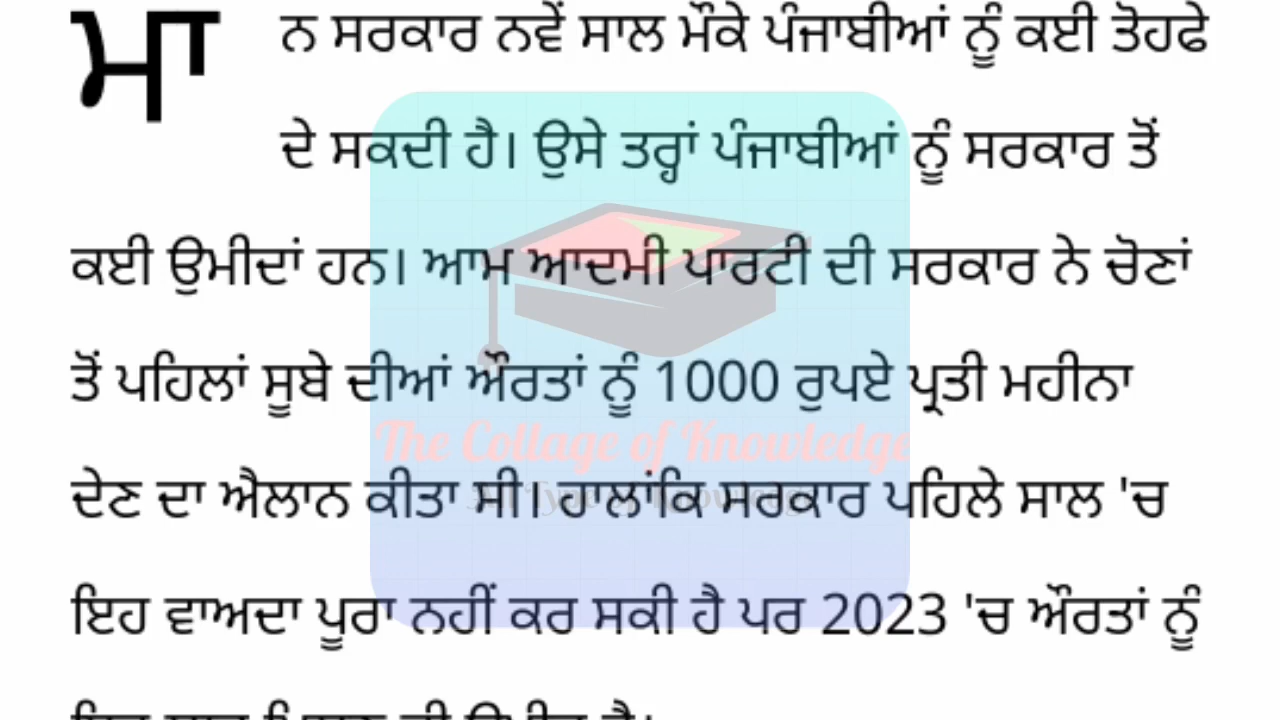 ਮਾਨ ਸਰਕਾਰ ਨਵੇਂ ਸਾਲ ਮੌਕੇ ਪੰਜਾਬੀਆਂ ਨੂੰ ਕਈ ਤੋਹਫੇ
ਦੇ ਸਕਦੀ ਹੈ। ਉਸੇ ਤਰ੍ਹਾਂ ਪੰਜਾਬੀਆਂ ਨੂੰ ਸਰਕਾਰ ਤੋਂ
ਕਈ ਉਮੀਦਾਂ ਹਨ। ਆਮ ਆਦਮੀ ਪਾਰਟੀ ਦੀ ਸਰਕਾਰ ਨੇ ਚੋਣਾਂ
ਤੋਂ ਪਹਿਲਾਂ ਸੂਬੇ ਦੀਆਂ ਔਰਤਾਂ ਨੂੰ 1000 ਰੁਪਏ ਪ੍ਰਤੀ ਮਹੀਨਾ
The Collage of Knowledge
ਦੇਣ ਦਾ ਐਲਾਨ ਕੀਤਾ ਸੀ। ਹਾਲਾਂਕਿ ਸਰਕਾਰ ਪਹਿਲੇ ਸਾਲ 'ਚ
ਇਹ ਵਾਅਦਾ ਪੂਰਾ ਨਹੀਂ ਕਰ ਸਕੀ ਹੈ ਪਰ 2023 'ਚ ਔਰਤਾਂ ਨੂੰ